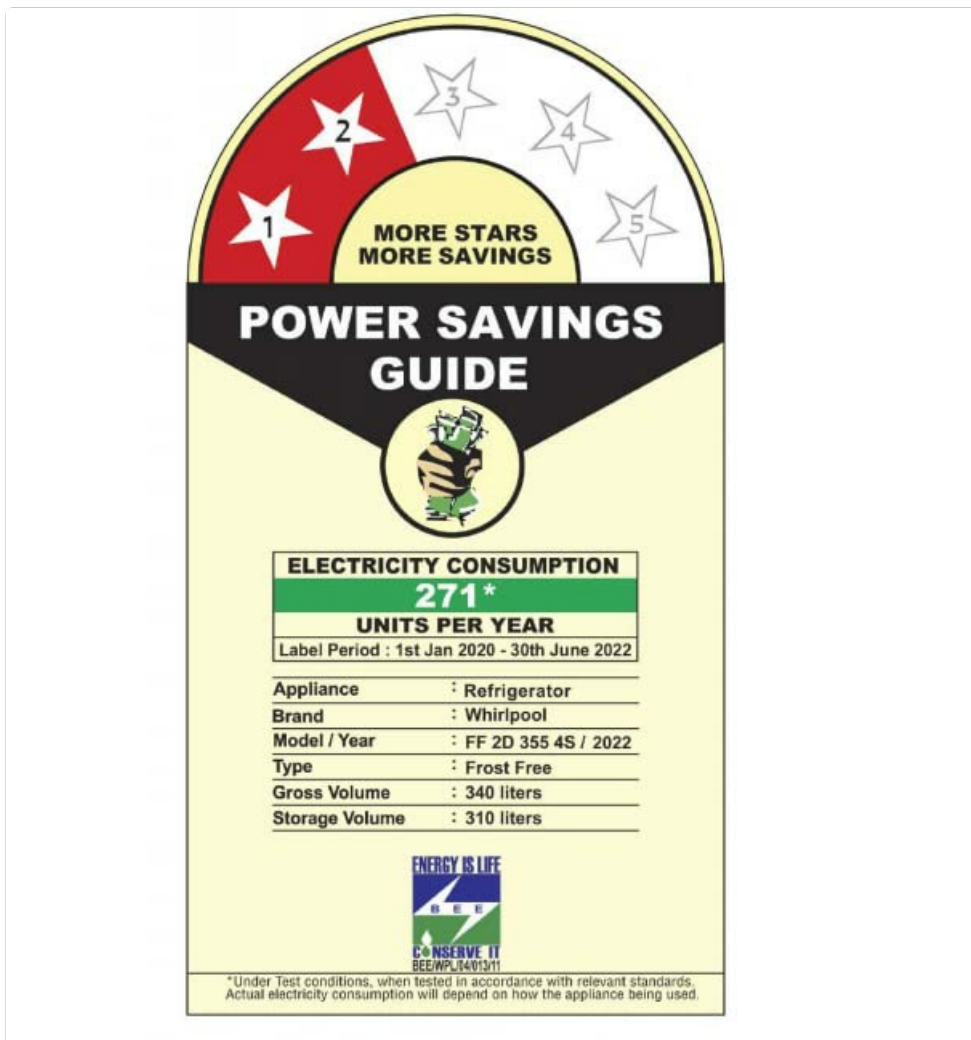 1
2
3
4
5
MORE STARS
MORE SAVINGS
POWER SAVINGS
GUIDE
ELECTRICITY CONSUMPTION
271*
UNITS PER YEAR
Label Period : 1st Jan 2020 - 30th June 2022
Appliance : Refrigerator
Brand : Whirlpool
Model / Year : FF 2D 355 4S / 2022
Type : Frost Free
Gross Volume : 340 liters
Storage Volume : 310 liters
ENERGY IS LIFE
BEE
CONSERVE IT
BEE/WPL/04/013/11
*Under Test conditions, when tested in accordance with relevant standards.
Actual electricity consumption will depend on how the appliance being used.